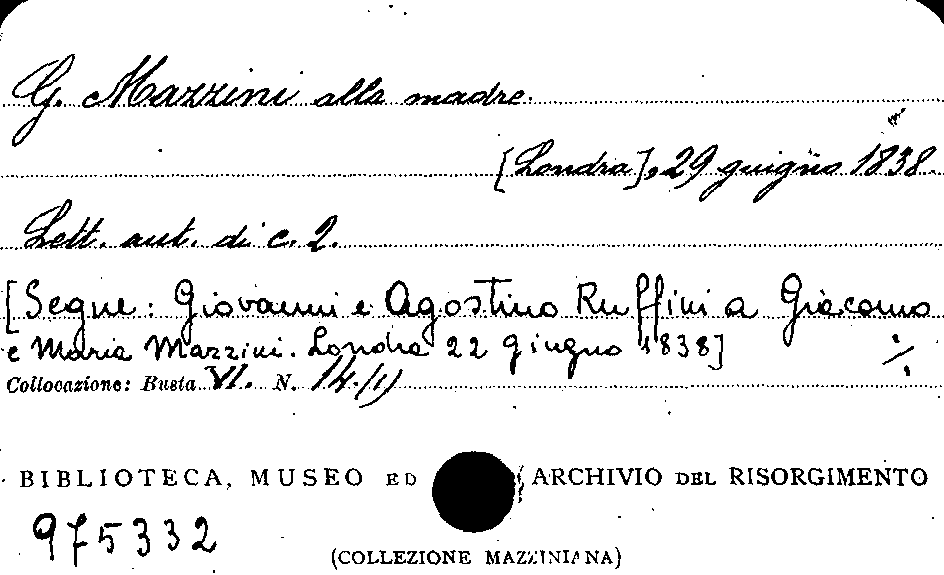 G. Mazzini alla madre.
[Londra], 29 giugno 1838.
Lett. aut. di c. 2.
[Segue: Giovanni e Agostino Ruffini a Giacomo
e Maria Mazzini. Londra 22 giugno 1838] ./.
Collocazione: Busta VI. N. 14/1)
BIBLIOTECA, MUSEO ED ARCHIVIO DEL RISORGIMENTO
975332
(COLLEZIONE MAZZINIANA)